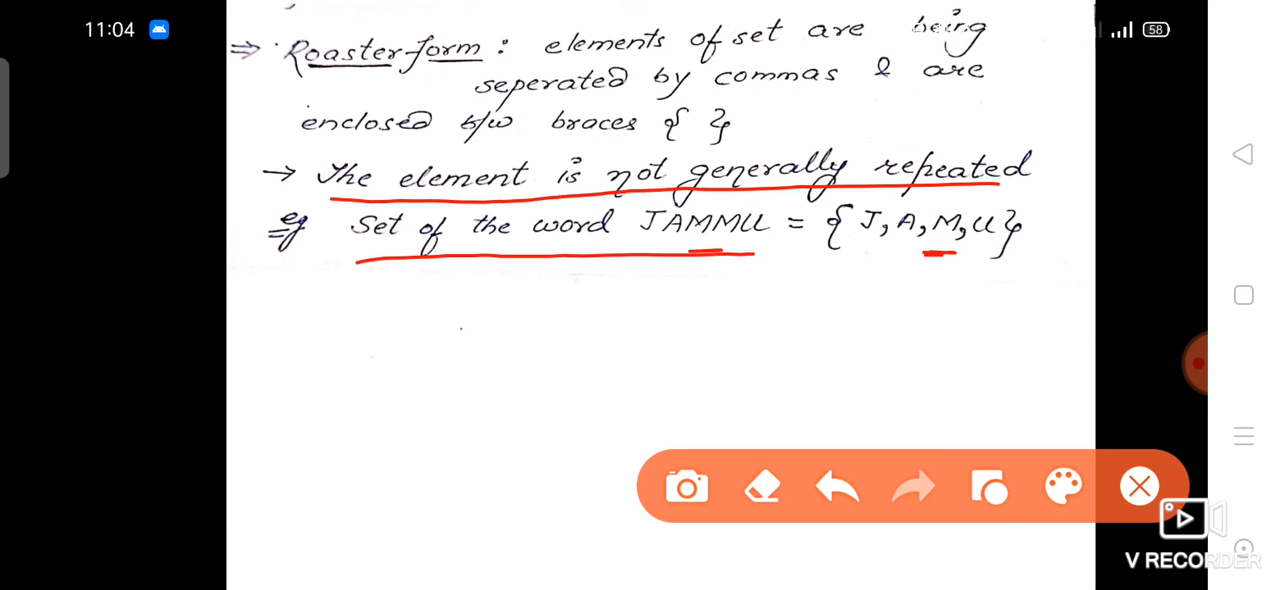 11:04
58
⇒ Roaster form : elements of set are being
seperated by commas & are
enclosed b/w braces { }
→ The element is not generally repeated
eg Set of the word JAMMU = { J, A, M, U }
V RECORDER